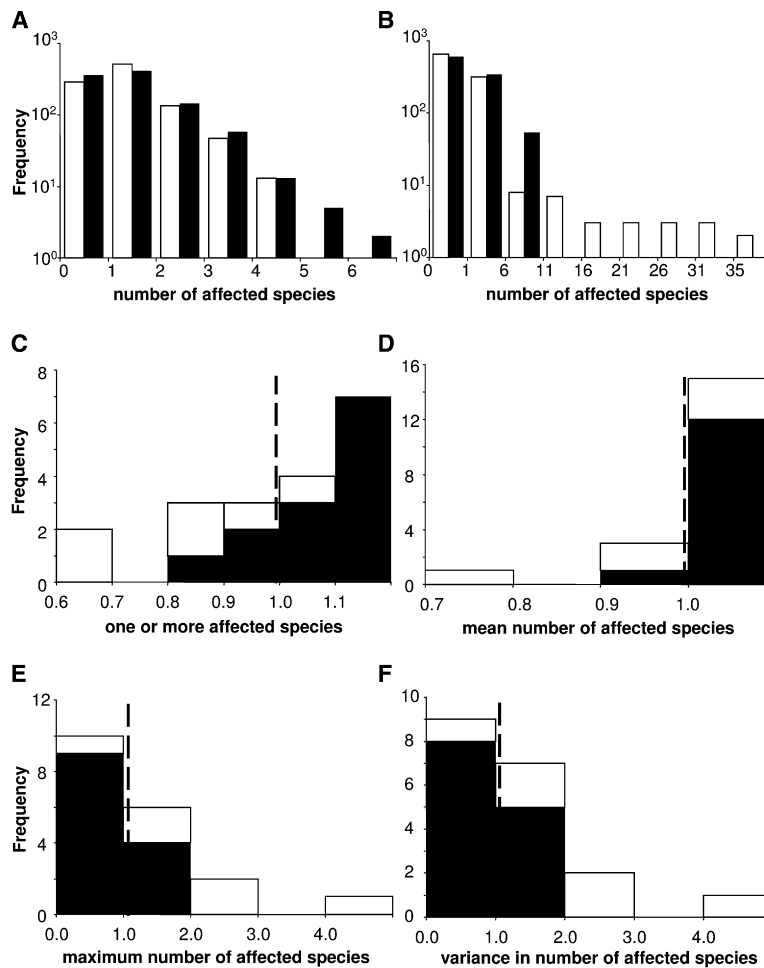 A
B
10³
10²
10¹
10⁰
Frequency
0 1 2 3 4 5 6
number of affected species
10³
10²
10¹
10⁰
0 1 6 11 16 21 26 31 35
number of affected species
C
D
8
6
4
2
0
Frequency
0.6 0.7 0.8 0.9 1.0 1.1
one or more affected species
16
12
8
4
0
0.7 0.8 0.9 1.0
mean number of affected species
E
F
12
8
4
0
Frequency
0.0 1.0 2.0 3.0 4.0
maximum number of affected species
10
8
6
4
2
0
0.0 1.0 2.0 3.0 4.0
variance in number of affected species